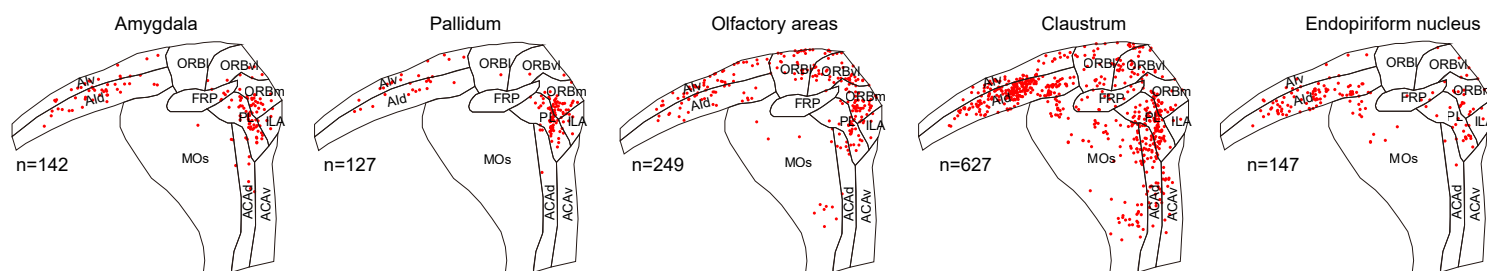 Amygdala
AIv
AId
ORBl
ORBvl
FRP
ORBm
PL
ILA
MOs
ACAd
ACAv
n=142
Pallidum
AIv
AId
ORBl
ORBvl
FRP
ORBm
PL
ILA
MOs
ACAd
ACAv
n=127
Olfactory areas
AIv
AId
ORBl
ORBvl
FRP
ORBm
PL
ILA
MOs
ACAd
ACAv
n=249
Claustrum
AIv
AId
ORBl
ORBvl
FRP
ORBm
PL
ILA
MOs
ACAd
ACAv
n=627
Endopiriform nucleus
AIv
AId
ORBl
ORBvl
FRP
ORBm
PL
ILA
MOs
ACAd
ACAv
n=147